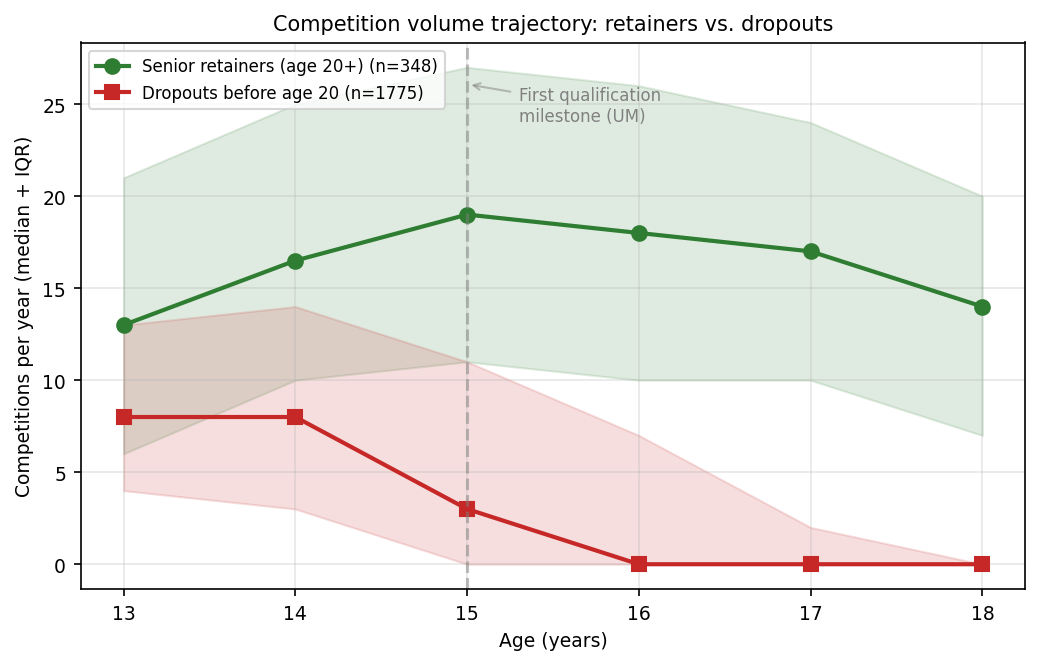 Competition volume trajectory: retainers vs. dropouts
Senior retainers (age 20+) (n=348)
Dropouts before age 20 (n=1775)
First qualification
milestone (UM)
Competitions per year (median + IQR)
25
20
15
10
5
0
13 14 15 16 17 18
Age (years)